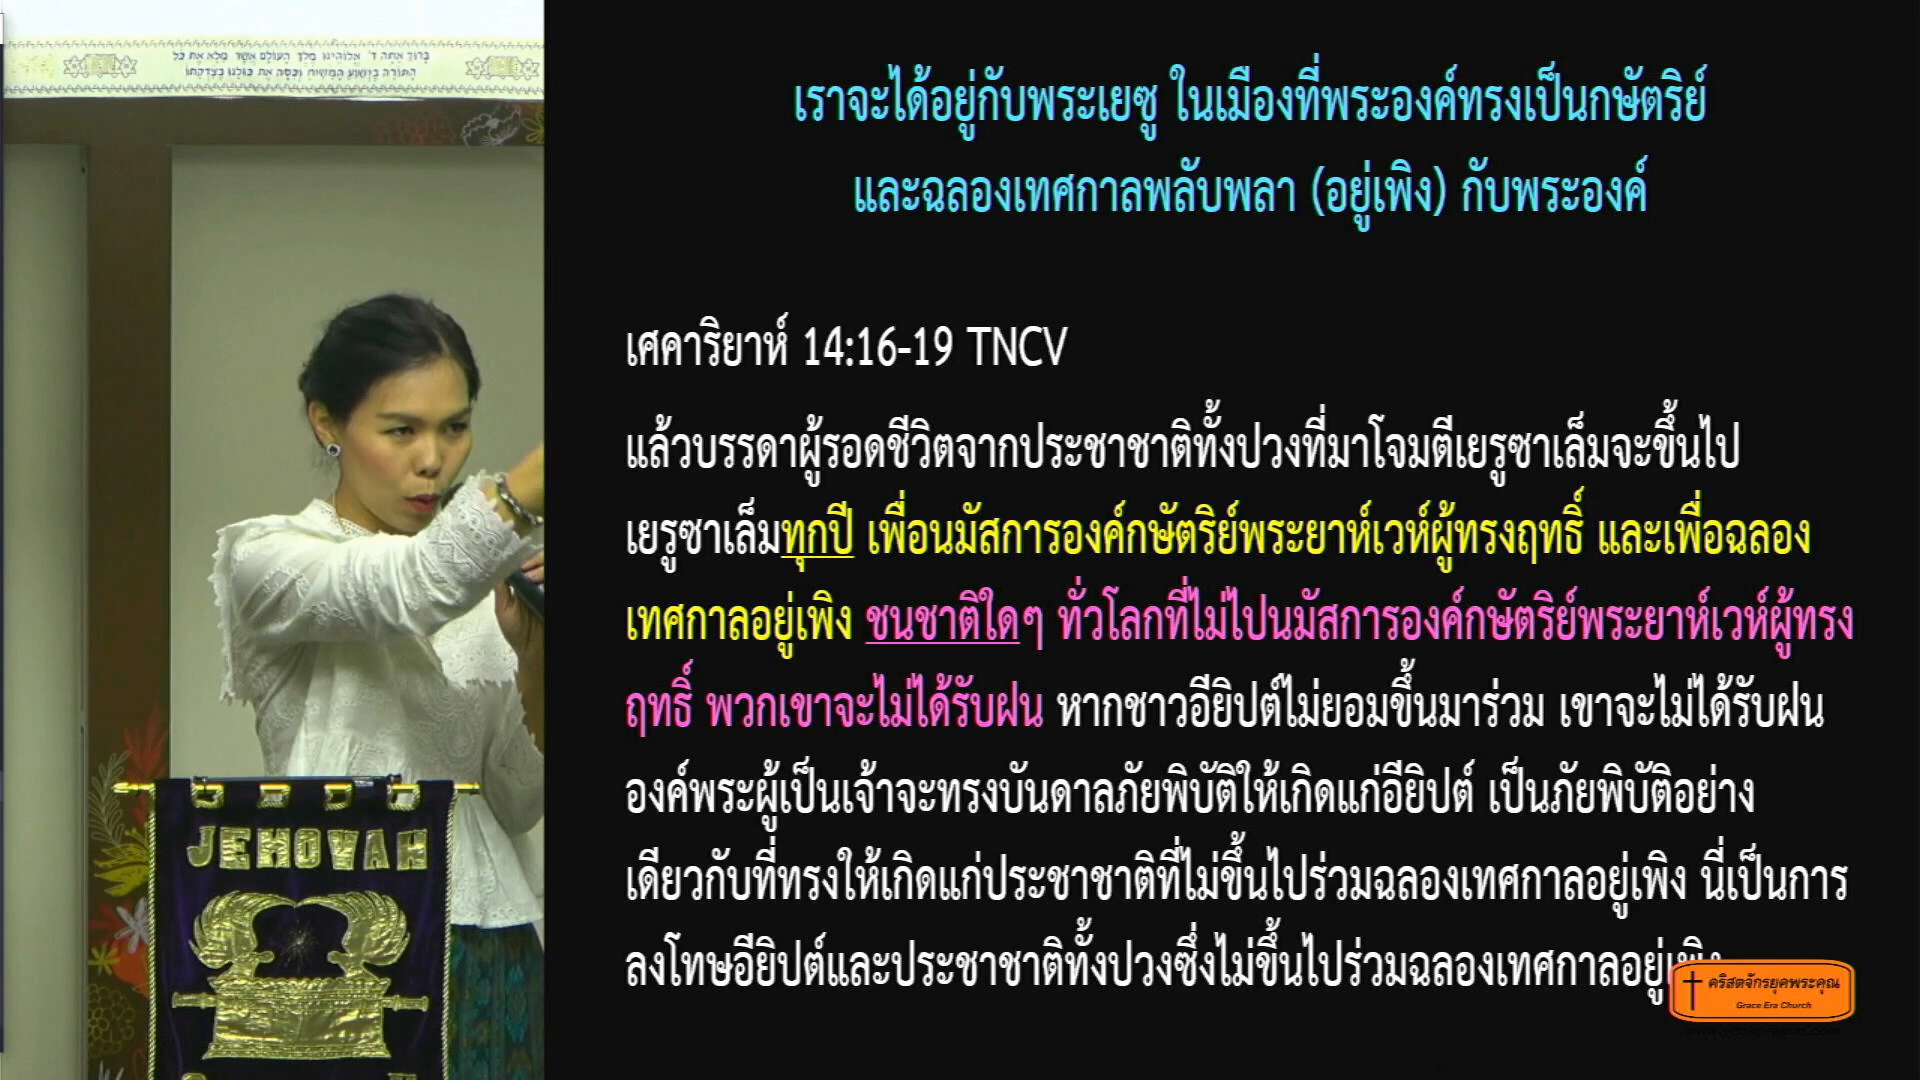 เราจะได้อยู่กับพระเยซู ในเมืองที่พระองค์ทรงเป็นกษัตริย์
และฉลองเทศกาลพลับพลา (อยู่เพิง) กับพระองค์
เศคาริยาห์ 14:16-19 TNCV
แล้วบรรดาผู้รอดชีวิตจากประชาชาติทั้งปวงที่มาโจมตีเยรูซาเล็มจะขึ้นไป
เยรูซาเล็มทุกปี เพื่อนมัสการองค์กษัตริย์พระยาห์เวห์ผู้ทรงฤทธิ์ และเพื่อฉลอง
เทศกาลอยู่เพิง ชนชาติใดๆ ทั่วโลกที่ไม่ไปนมัสการองค์กษัตริย์พระยาห์เวห์ผู้ทรง
ฤทธิ์ พวกเขาจะไม่ได้รับฝน หากชาวอียิปต์ไม่ยอมขึ้นมาร่วม เขาจะไม่ได้รับฝน
องค์พระผู้เป็นเจ้าจะทรงบันดาลภัยพิบัติให้เกิดแก่อียิปต์ เป็นภัยพิบัติอย่าง
เดียวกับที่ทรงให้เกิดแก่ประชาชาติที่ไม่ขึ้นไปร่วมฉลองเทศกาลอยู่เพิง นี่เป็นการ
ลงโทษอียิปต์และประชาชาติทั้งปวงซึ่งไม่ขึ้นไปร่วมฉลองเทศกาลอยู่เพิง
คริสตจักรยุคพระคุณ
Grace Era Church
JEHOVAH